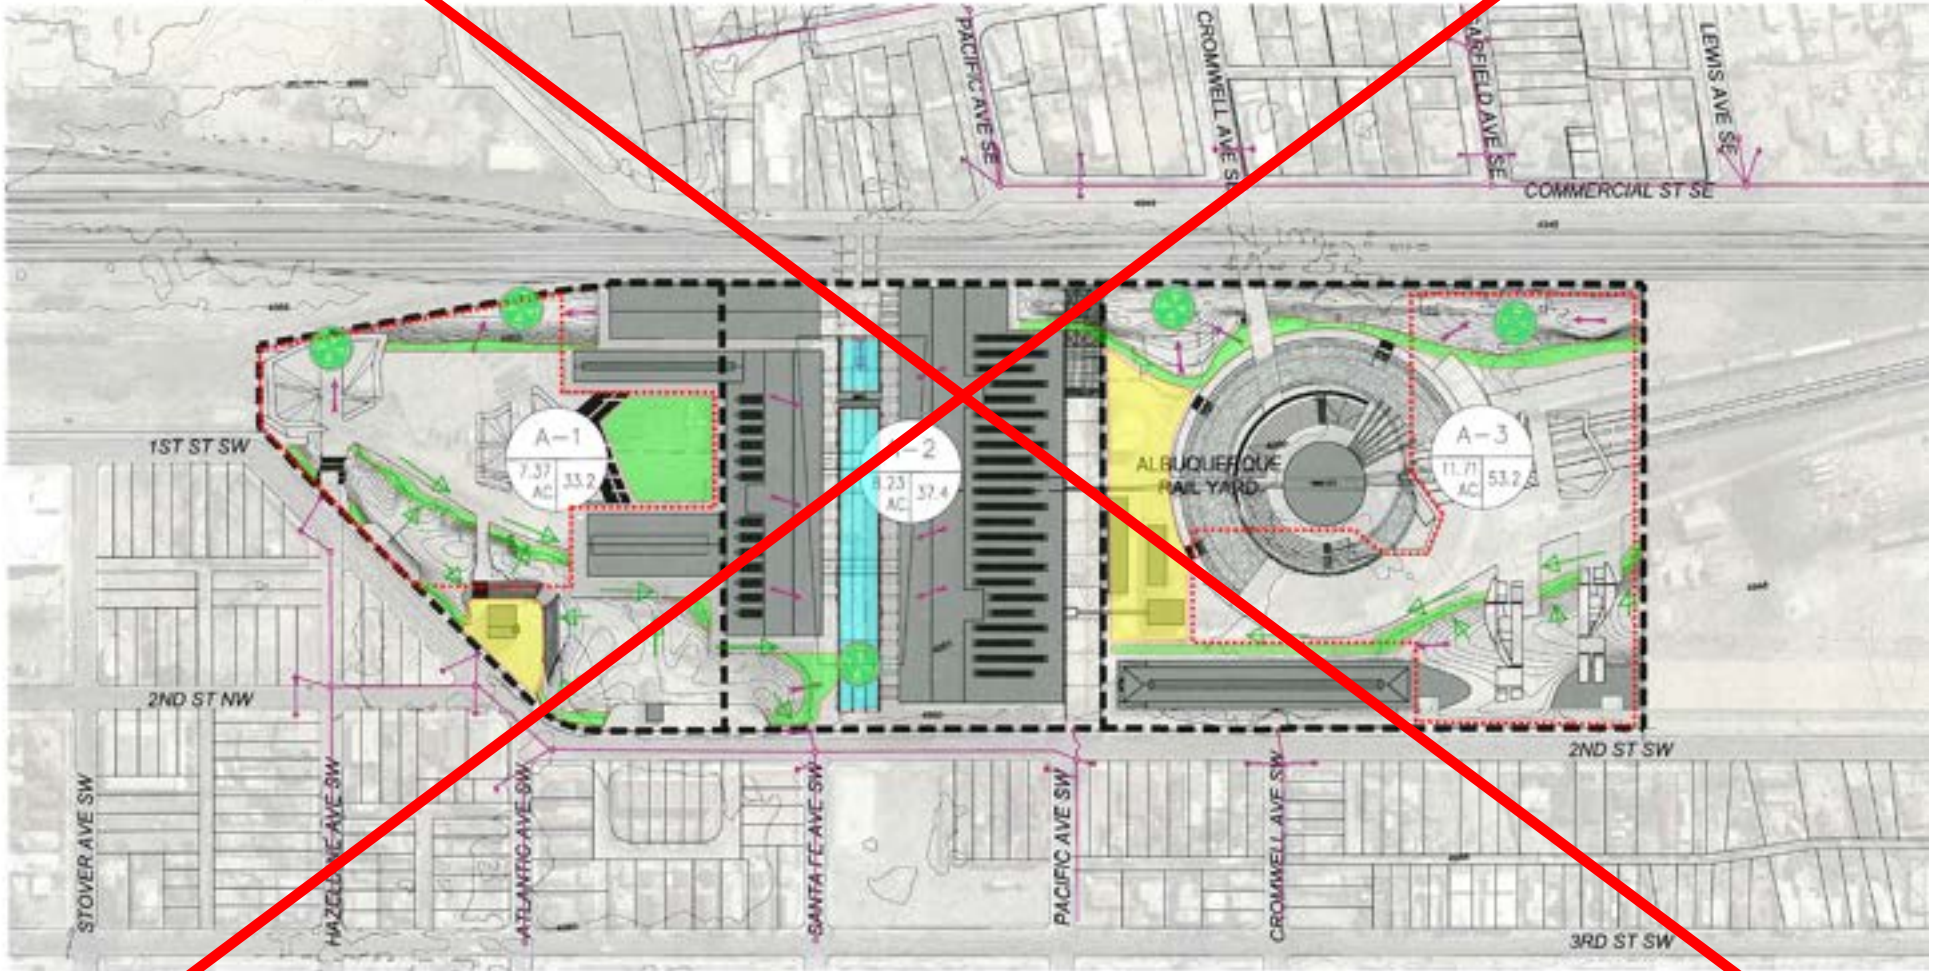 PACIFIC AVE SE
CROMWELL AVE SE
GARFIELD AVE SE
LEWIS AVE SE
COMMERCIAL ST SE
1ST ST SW
A-1
7.37
AC
33.2
A-2
8.23
AC
37.4
ALBUQUERQUE
RAIL YARD
A-3
11.71
AC
53.2
2ND ST NW
2ND ST SW
STOVER AVE SW
HAZELDINE AVE SW
ATLANTIC AVE SW
SANTA FE AVE SW
PACIFIC AVE SW
CROMWELL AVE SW
3RD ST SW